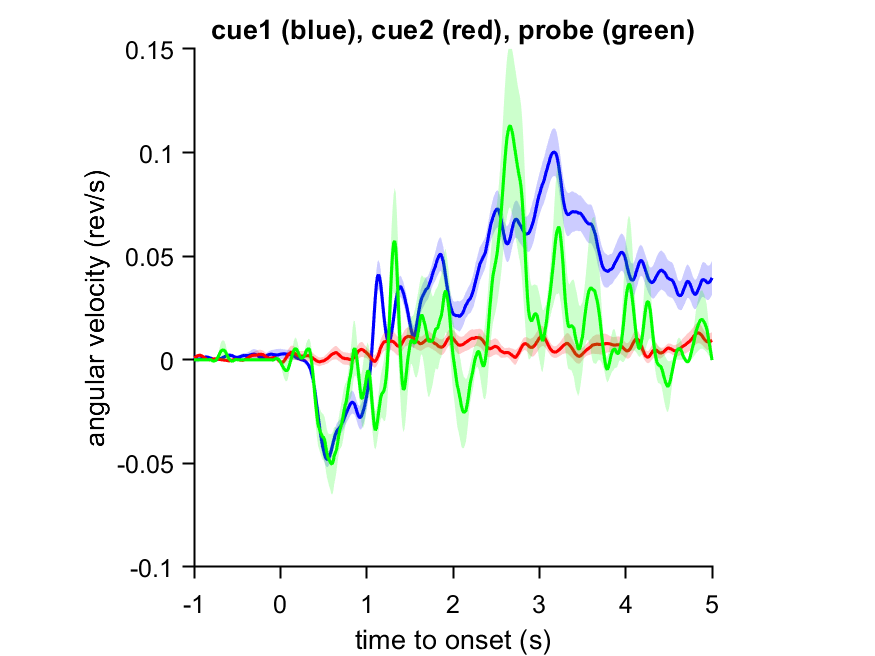 cue1 (blue), cue2 (red), probe (green)
0.15
0.1
0.05
0
-0.05
-0.1
angular velocity (rev/s)
-1 0 1 2 3 4 5
time to onset (s)